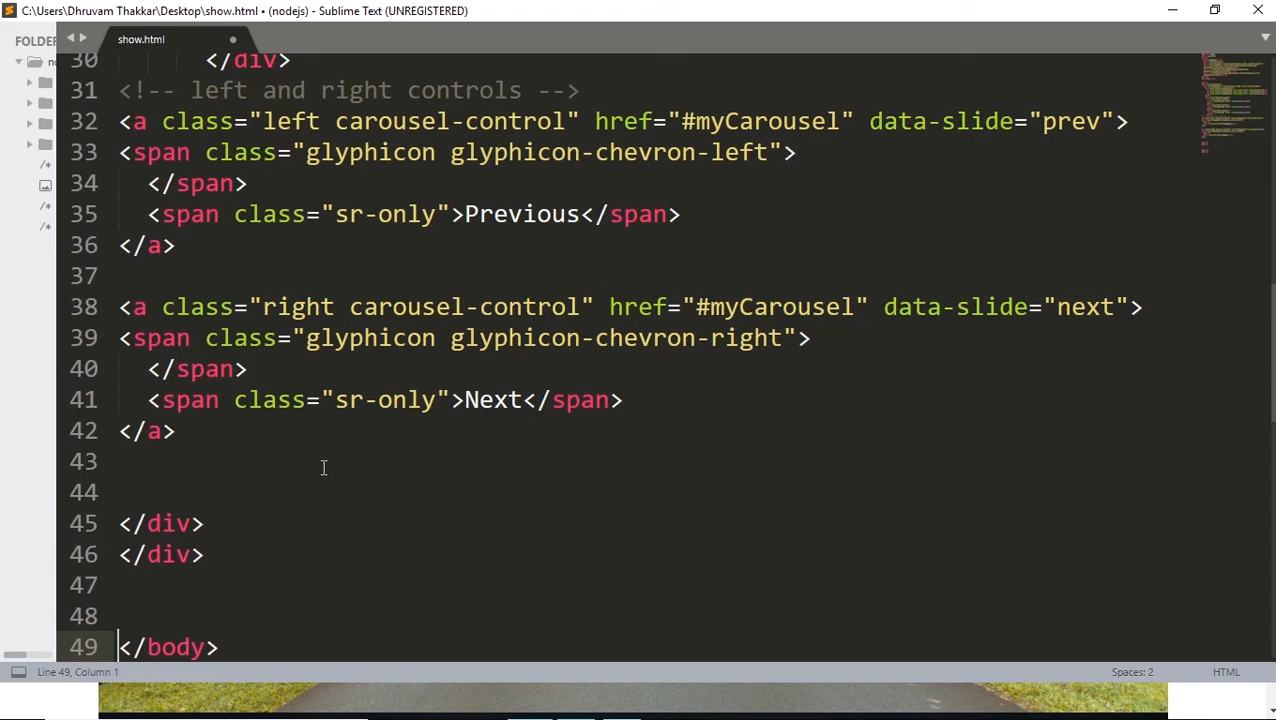 C:\Users\Dhruvam Thakkar\Desktop\show.html • (nodejs) - Sublime Text (UNREGISTERED)
FOLDER
show.html
30 </div>
31 <!-- left and right controls -->
32 <a class="left carousel-control" href="#myCarousel" data-slide="prev">
33 <span class="glyphicon glyphicon-chevron-left">
34 </span>
35 <span class="sr-only">Previous</span>
36 </a>
37
38 <a class="right carousel-control" href="#myCarousel" data-slide="next">
39 <span class="glyphicon glyphicon-chevron-right">
40 </span>
41 <span class="sr-only">Next</span>
42 </a>
43
44
45 </div>
46 </div>
47
48
49 </body>
/*
/*
/*
Line 49, Column 1
Spaces: 2
HTML